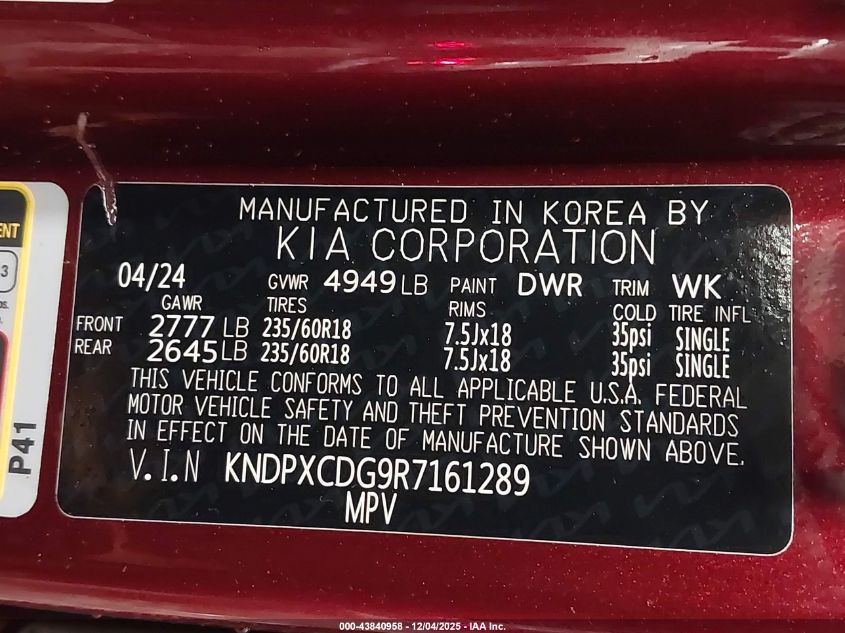 MANUFACTURED IN KOREA BY
KIA CORPORATION
04/24 GVWR 4949 LB PAINT DWR TRIM WK
GAWR TIRES RIMS COLD TIRE INFL
FRONT 2777 LB 235/60R18 7.5Jx18 35psi SINGLE
REAR 2645 LB 235/60R18 7.5Jx18 35psi SINGLE
THIS VEHICLE CONFORMS TO ALL APPLICABLE U.S.A. FEDERAL
MOTOR VEHICLE SAFETY AND THEFT PREVENTION STANDARDS
IN EFFECT ON THE DATE OF MANUFACTURE SHOWN ABOVE.
V.I.N KNDPXCDG9R7161289
MPV
P41
000-43840958 - 12/04/2025 - IAA Inc.